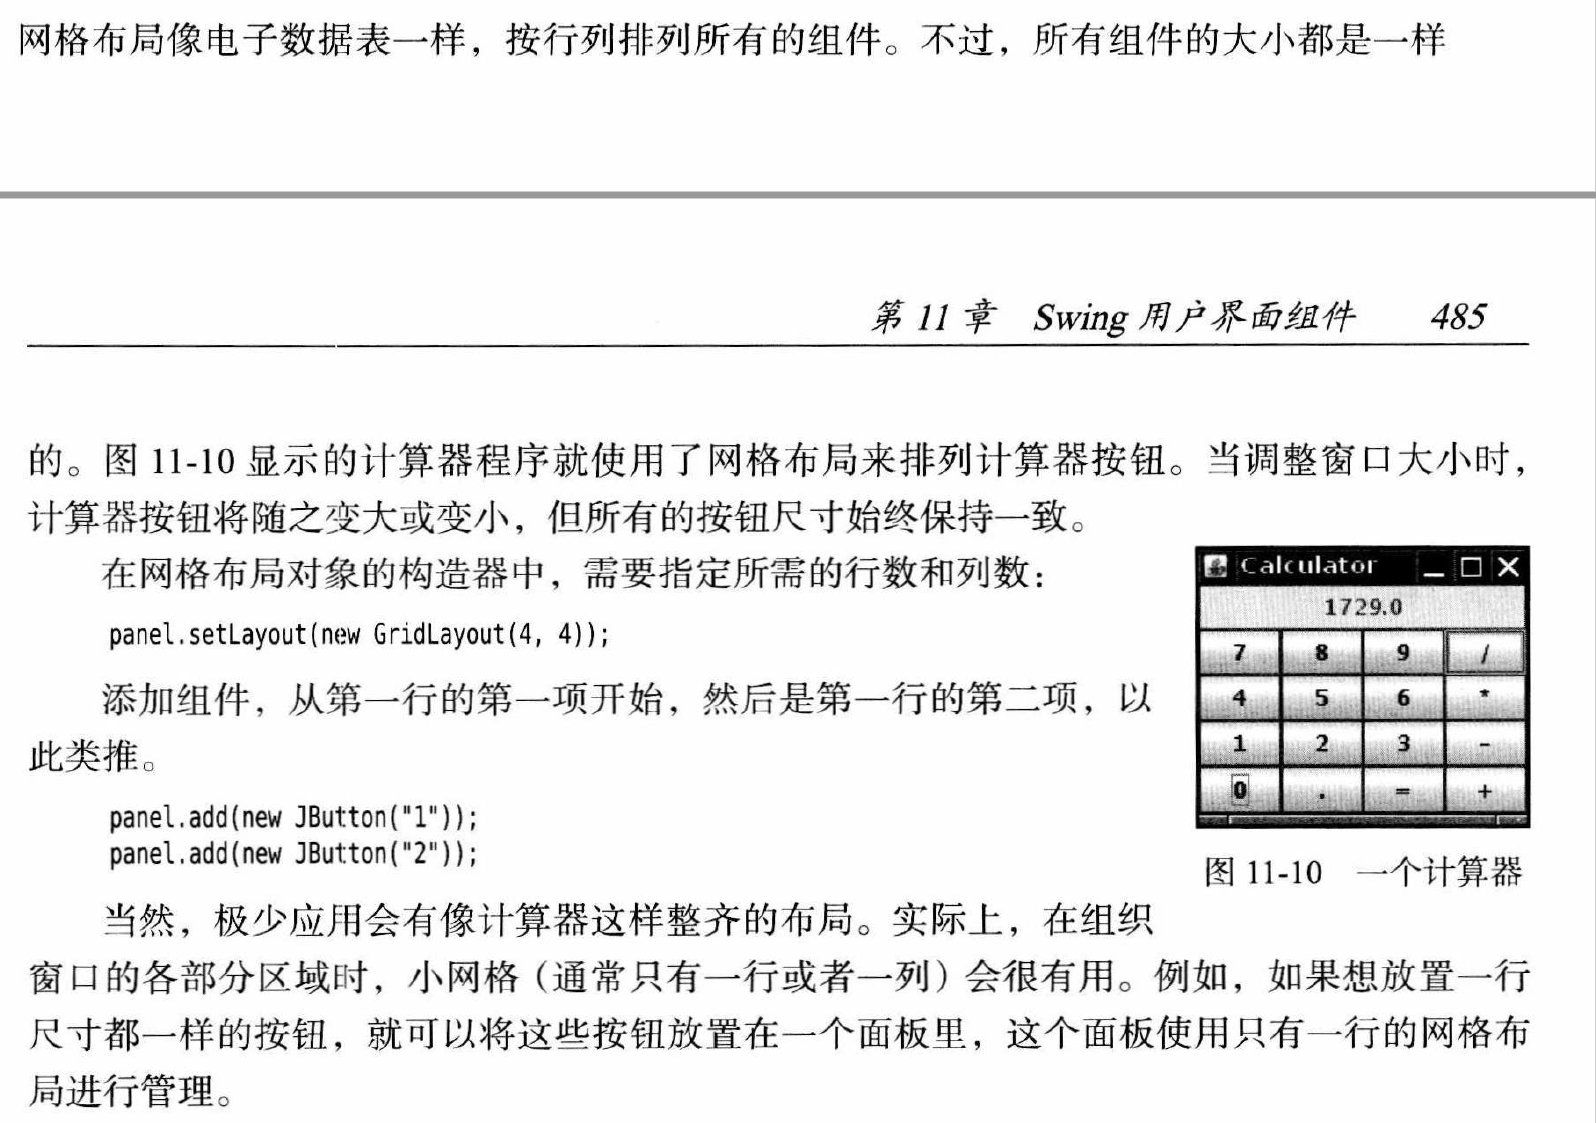 网格布局像电子数据表一样，按行列排列所有的组件。不过，所有组件的大小都是一样
第 11 章 Swing 用户界面组件 485
的。图 11-10 显示的计算器程序就使用了网格布局来排列计算器按钮。当调整窗口大小时，
计算器按钮将随之变大或变小，但所有的按钮尺寸始终保持一致。
在网格布局对象的构造器中，需要指定所需的行数和列数：
panel.setLayout(new GridLayout(4, 4));
添加组件，从第一行的第一项开始，然后是第一行的第二项，以
此类推。
panel.add(new JButton("1"));
panel.add(new JButton("2"));
Calculator
1729.0
7 8 9 /
4 5 6 *
1 2 3 -
0 . = +
图 11-10 一个计算器
当然，极少应用会有像计算器这样整齐的布局。实际上，在组织
窗口的各部分区域时，小网格（通常只有一行或者一列）会很有用。例如，如果想放置一行
尺寸都一样的按钮，就可以将这些按钮放置在一个面板里，这个面板使用只有一行的网格布
局进行管理。